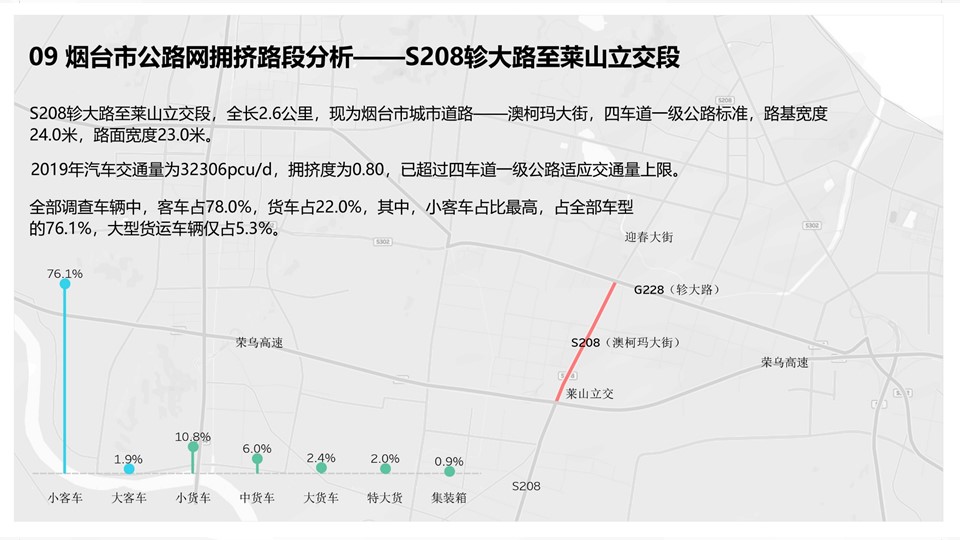 09 烟台市公路网拥挤路段分析——S208轸大路至莱山立交段
S208轸大路至莱山立交段，全长2.6公里，现为烟台市城市道路——澳柯玛大街，四车道一级公路标准，路基宽度
24.0米，路面宽度23.0米。
2019年汽车交通量为32306pcu/d，拥挤度为0.80，已超过四车道一级公路适应交通量上限。
全部调查车辆中，客车占78.0%，货车占22.0%，其中，小客车占比最高，占全部车型
的76.1%，大型货运车辆仅占5.3%。
S208
S302
S302
迎春大街
G228（轸大路）
S208（澳柯玛大街）
荣乌高速
荣乌高速
莱山立交
S208
76.1%
1.9%
10.8%
6.0%
2.4%
2.0%
0.9%
小客车
大客车
小货车
中货车
大货车
特大货
集装箱